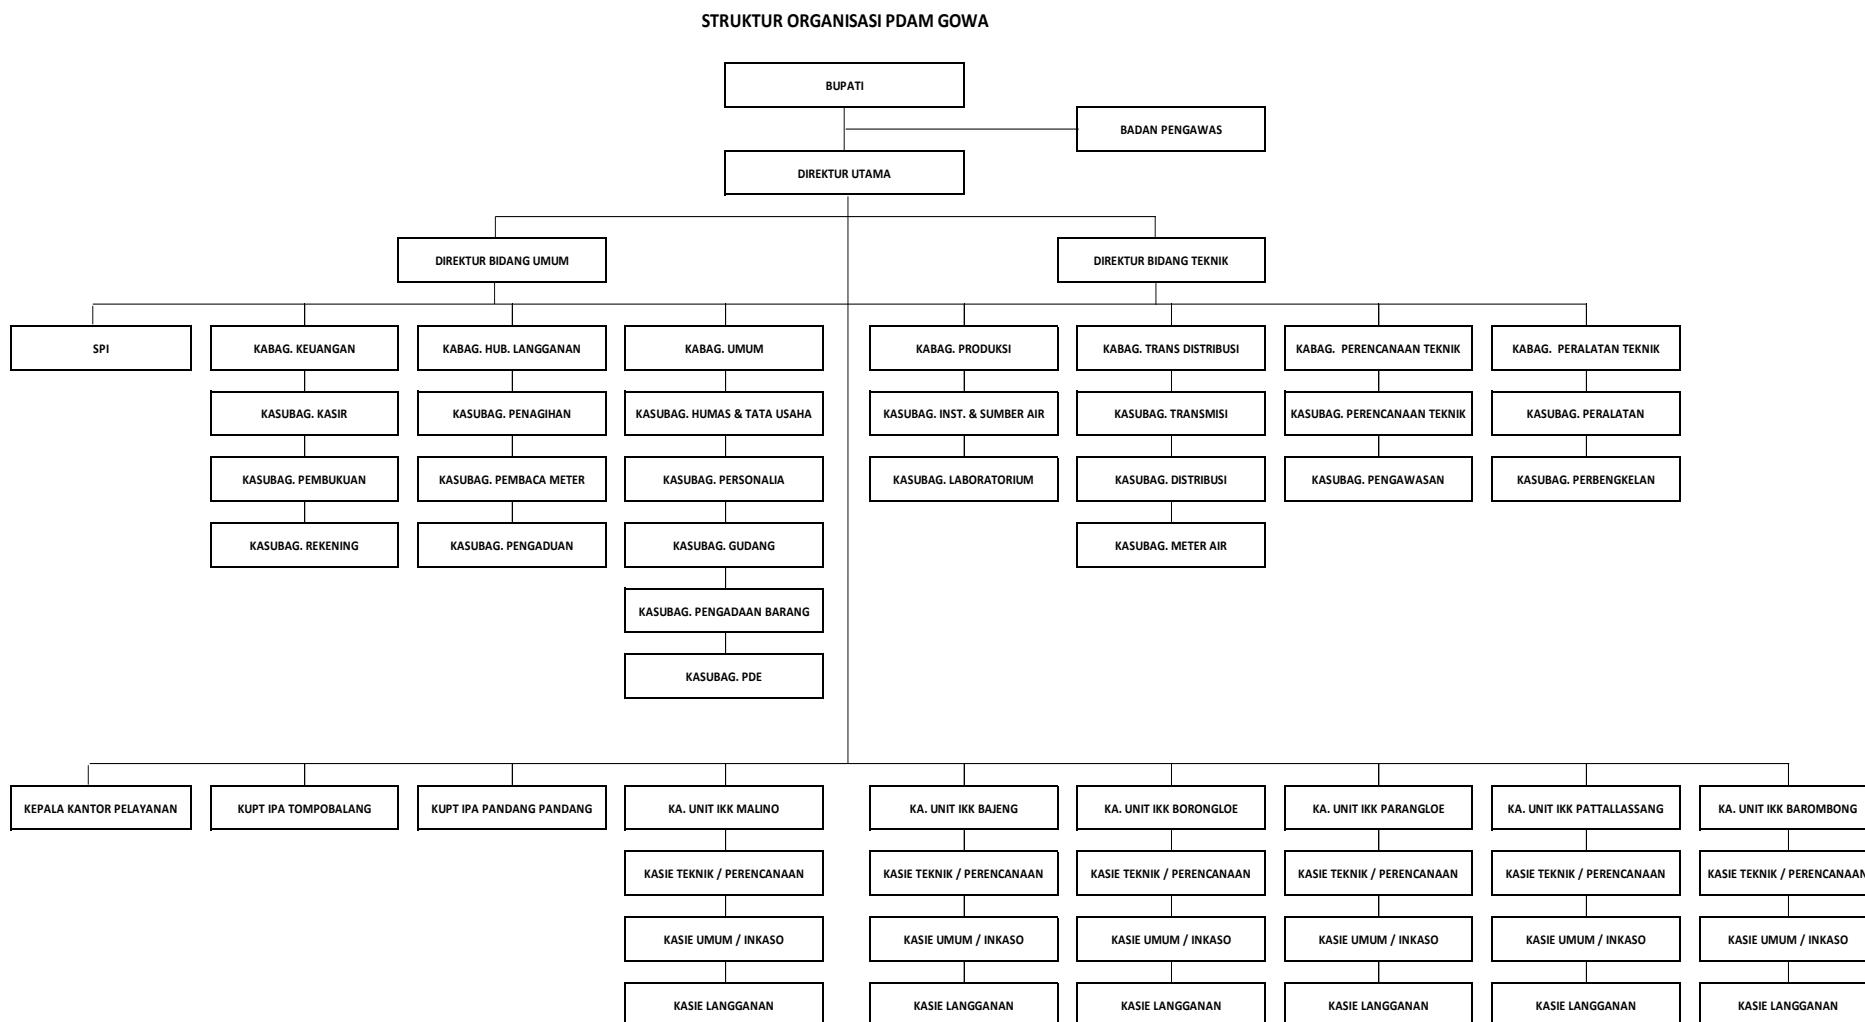 STRUKTUR ORGANISASI PDAM GOWA
BUPATI
BADAN PENGAWAS
DIREKTUR UTAMA
DIREKTUR BIDANG UMUM
DIREKTUR BIDANG TEKNIK
SPI
KABAG. KEUANGAN
KABAG. HUB. LANGGANAN
KABAG. UMUM
KABAG. PRODUKSI
KABAG. TRANS DISTRIBUSI
KABAG. PERENCANAAN TEKNIK
KABAG. PERALATAN TEKNIK
KASUBAG. KASIR
KASUBAG. PENAGIHAN
KASUBAG. HUMAS & TATA USAHA
KASUBAG. INST. & SUMBER AIR
KASUBAG. TRANSMISI
KASUBAG. PERENCANAAN TEKNIK
KASUBAG. PERALATAN
KASUBAG. PEMBUKUAN
KASUBAG. PEMBACA METER
KASUBAG. PERSONALIA
KASUBAG. LABORATORIUM
KASUBAG. DISTRIBUSI
KASUBAG. PENGAWASAN
KASUBAG. PERBENGKELAN
KASUBAG. REKENING
KASUBAG. PENGADUAN
KASUBAG. GUDANG
KASUBAG. METER AIR
KASUBAG. PENGADAAN BARANG
KASUBAG. PDE
KEPALA KANTOR PELAYANAN
KUPT IPA TOMPOBALANG
KUPT IPA PANDANG PANDANG
KA. UNIT IKK MALINO
KA. UNIT IKK BAJENG
KA. UNIT IKK BORONGLOE
KA. UNIT IKK PARANGLOE
KA. UNIT IKK PATTALLASSANG
KA. UNIT IKK BAROMBONG
KASIE TEKNIK / PERENCANAAN
KASIE TEKNIK / PERENCANAAN
KASIE TEKNIK / PERENCANAAN
KASIE TEKNIK / PERENCANAAN
KASIE TEKNIK / PERENCANAAN
KASIE TEKNIK / PERENCANAAN
KASIE UMUM / INKASO
KASIE UMUM / INKASO
KASIE UMUM / INKASO
KASIE UMUM / INKASO
KASIE UMUM / INKASO
KASIE UMUM / INKASO
KASIE LANGGANAN
KASIE LANGGANAN
KASIE LANGGANAN
KASIE LANGGANAN
KASIE LANGGANAN
KASIE LANGGANAN